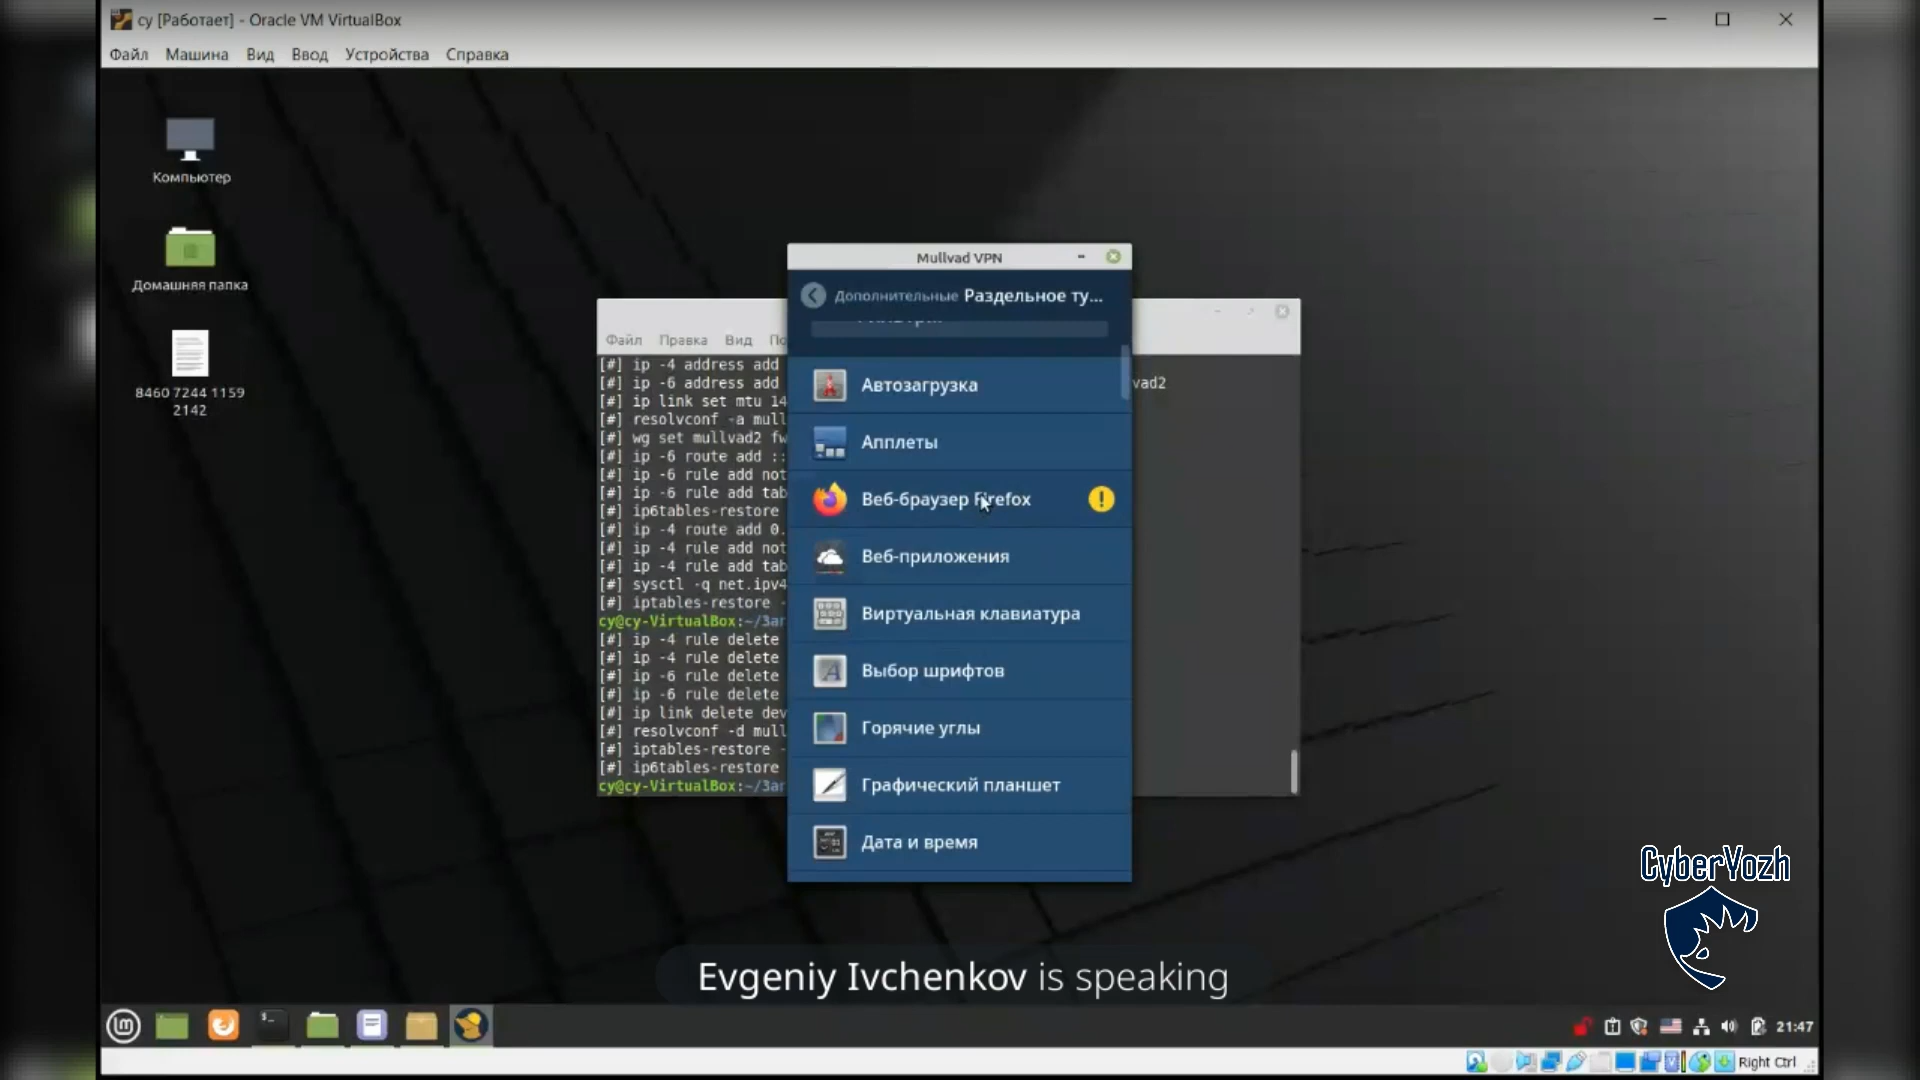 cy [Работает] - Oracle VM VirtualBox
Файл Машина Вид Ввод Устройства Справка
Компьютер
Домашняя папка
8460 7244 1159
2142
Mullvad VPN
Дополнительные Раздельное ту...
Автозагрузка
Апплеты
Веб-браузер Firefox
Веб-приложения
Виртуальная клавиатура
Выбор шрифтов
Горячие углы
Графический планшет
Дата и время
Файл Правка Вид
[#] ip -4 address add
[#] ip -6 address add vad2
[#] ip link set mtu 14
[#] resolvconf -a mull
[#] wg set mullvad2 fw
[#] ip -6 route add ::
[#] ip -6 rule add not
[#] ip -6 rule add tab
[#] ip6tables-restore
[#] ip -4 route add 0.
[#] ip -4 rule add not
[#] ip -4 rule add tab
[#] sysctl -q net.ipv4
[#] iptables-restore -
cy@cy-VirtualBox:~/Заг
[#] ip -4 rule delete
[#] ip -4 rule delete
[#] ip -6 rule delete
[#] ip -6 rule delete
[#] ip link delete dev
[#] resolvconf -d mull
[#] iptables-restore -
[#] ip6tables-restore
cy@cy-VirtualBox:~/Заг
CyberYozh
Evgeniy Ivchenkov is speaking
21:47
Right Ctrl